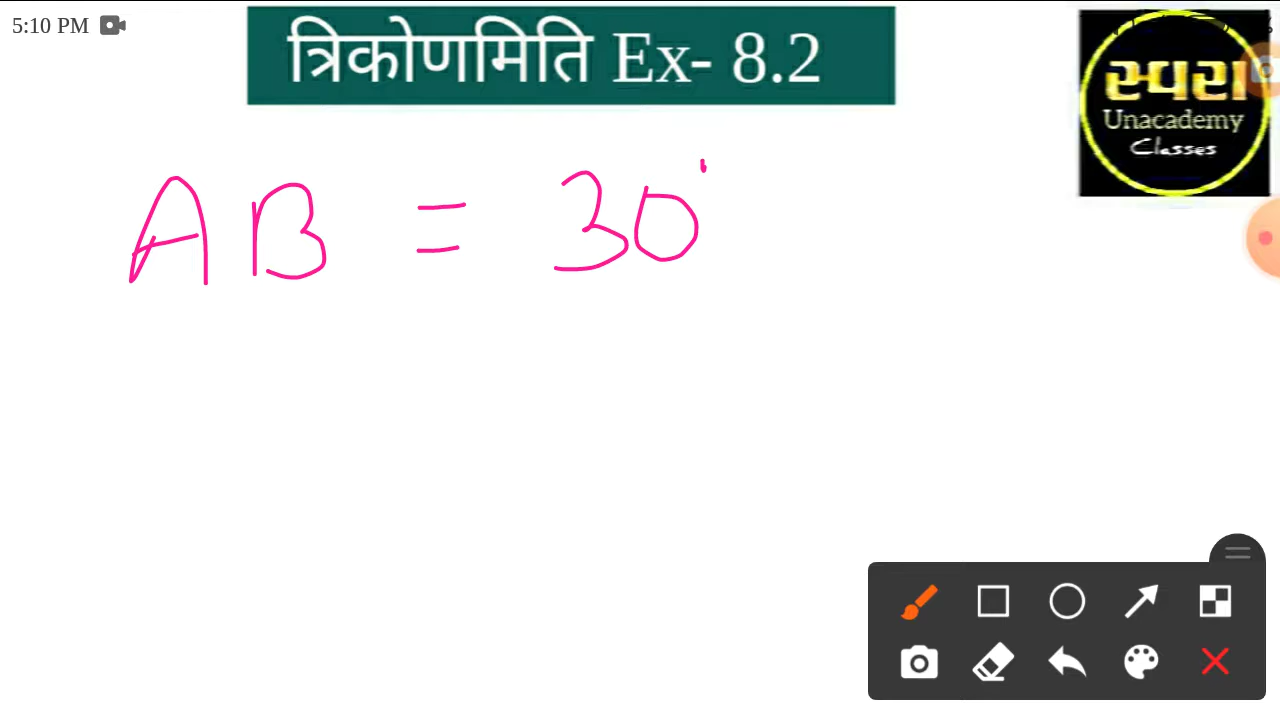 5:10 PM
त्रिकोणमिति Ex- 8.2
स्परा
Unacademy
Classes
AB = 30°